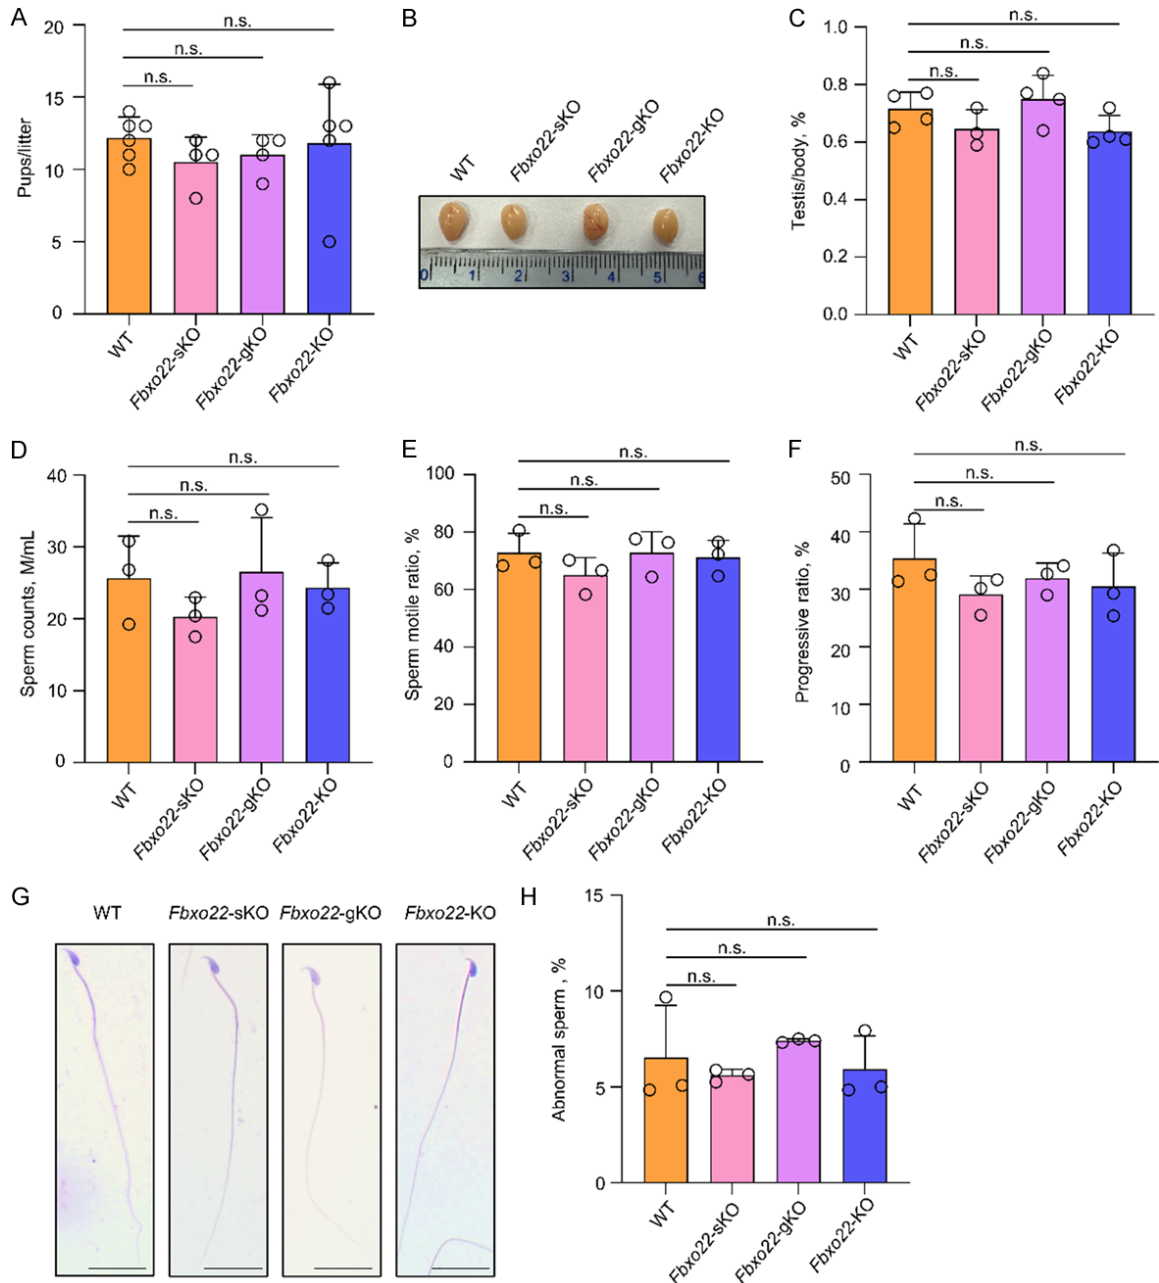 A
Pups/litter
20
15
10
5
0
n.s.
n.s.
n.s.
WT
Fbxo22-sKO
Fbxo22-gKO
Fbxo22-KO
B
WT
Fbxo22-sKO
Fbxo22-gKO
Fbxo22-KO
0 1 2 3 4 5 6
C
Testis/body, %
1.0
0.8
0.6
0.4
0.2
0.0
n.s.
n.s.
n.s.
WT
Fbxo22-sKO
Fbxo22-gKO
Fbxo22-KO
D
Sperm counts, M/mL
40
30
20
10
0
n.s.
n.s.
n.s.
WT
Fbxo22-sKO
Fbxo22-gKO
Fbxo22-KO
E
Sperm motile ratio, %
100
80
60
40
20
0
n.s.
n.s.
n.s.
WT
Fbxo22-sKO
Fbxo22-gKO
Fbxo22-KO
F
Progressive ratio, %
50
40
30
20
10
0
n.s.
n.s.
n.s.
WT
Fbxo22-sKO
Fbxo22-gKO
Fbxo22-KO
G
WT Fbxo22-sKO Fbxo22-gKO Fbxo22-KO
H
Abnormal sperm , %
15
10
5
0
n.s.
n.s.
n.s.
WT
Fbxo22-sKO
Fbxo22-gKO
Fbxo22-KO